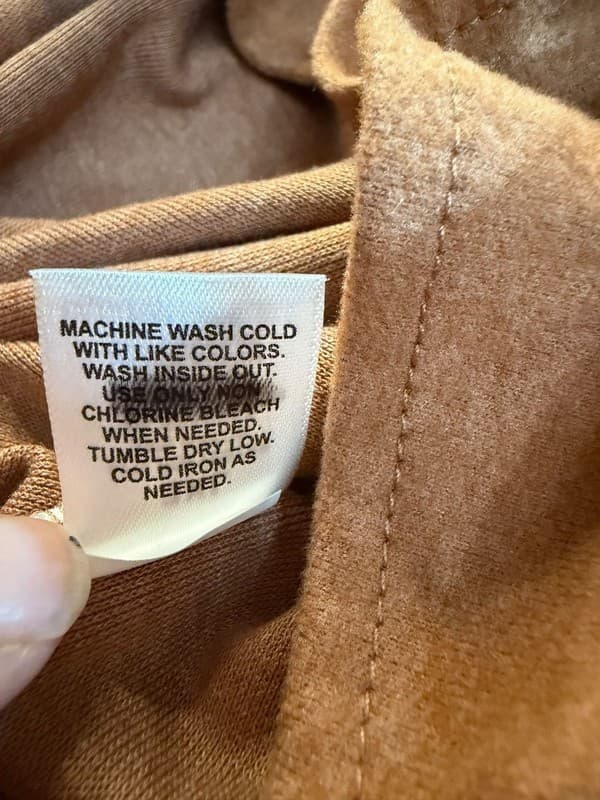 MACHINE WASH COLD
WITH LIKE COLORS.
WASH INSIDE OUT.
USE ONLY NON
CHLORINE BLEACH
WHEN NEEDED.
TUMBLE DRY LOW.
COLD IRON AS
NEEDED.